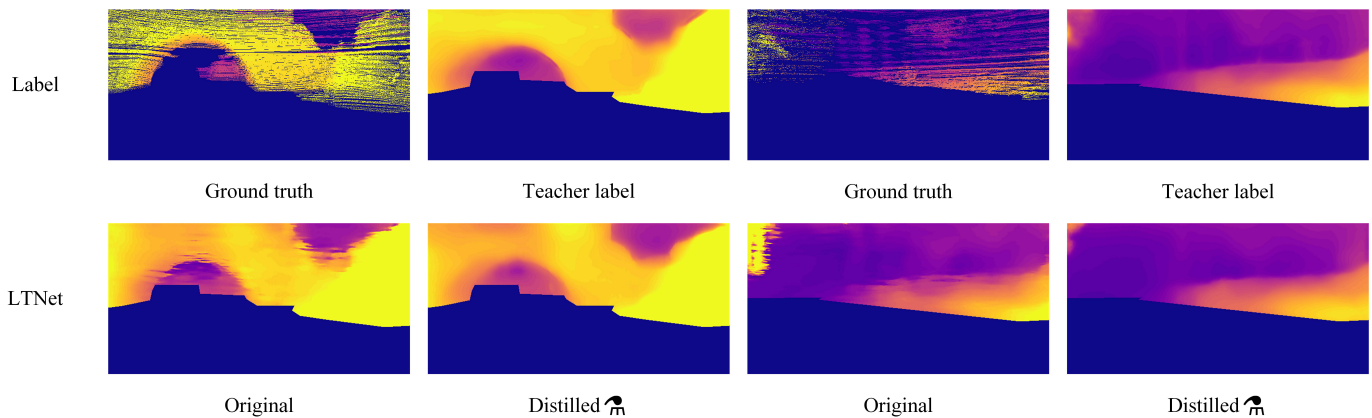 Label
Ground truth
Teacher label
Ground truth
Teacher label
LTNet
Original
Distilled
Original
Distilled